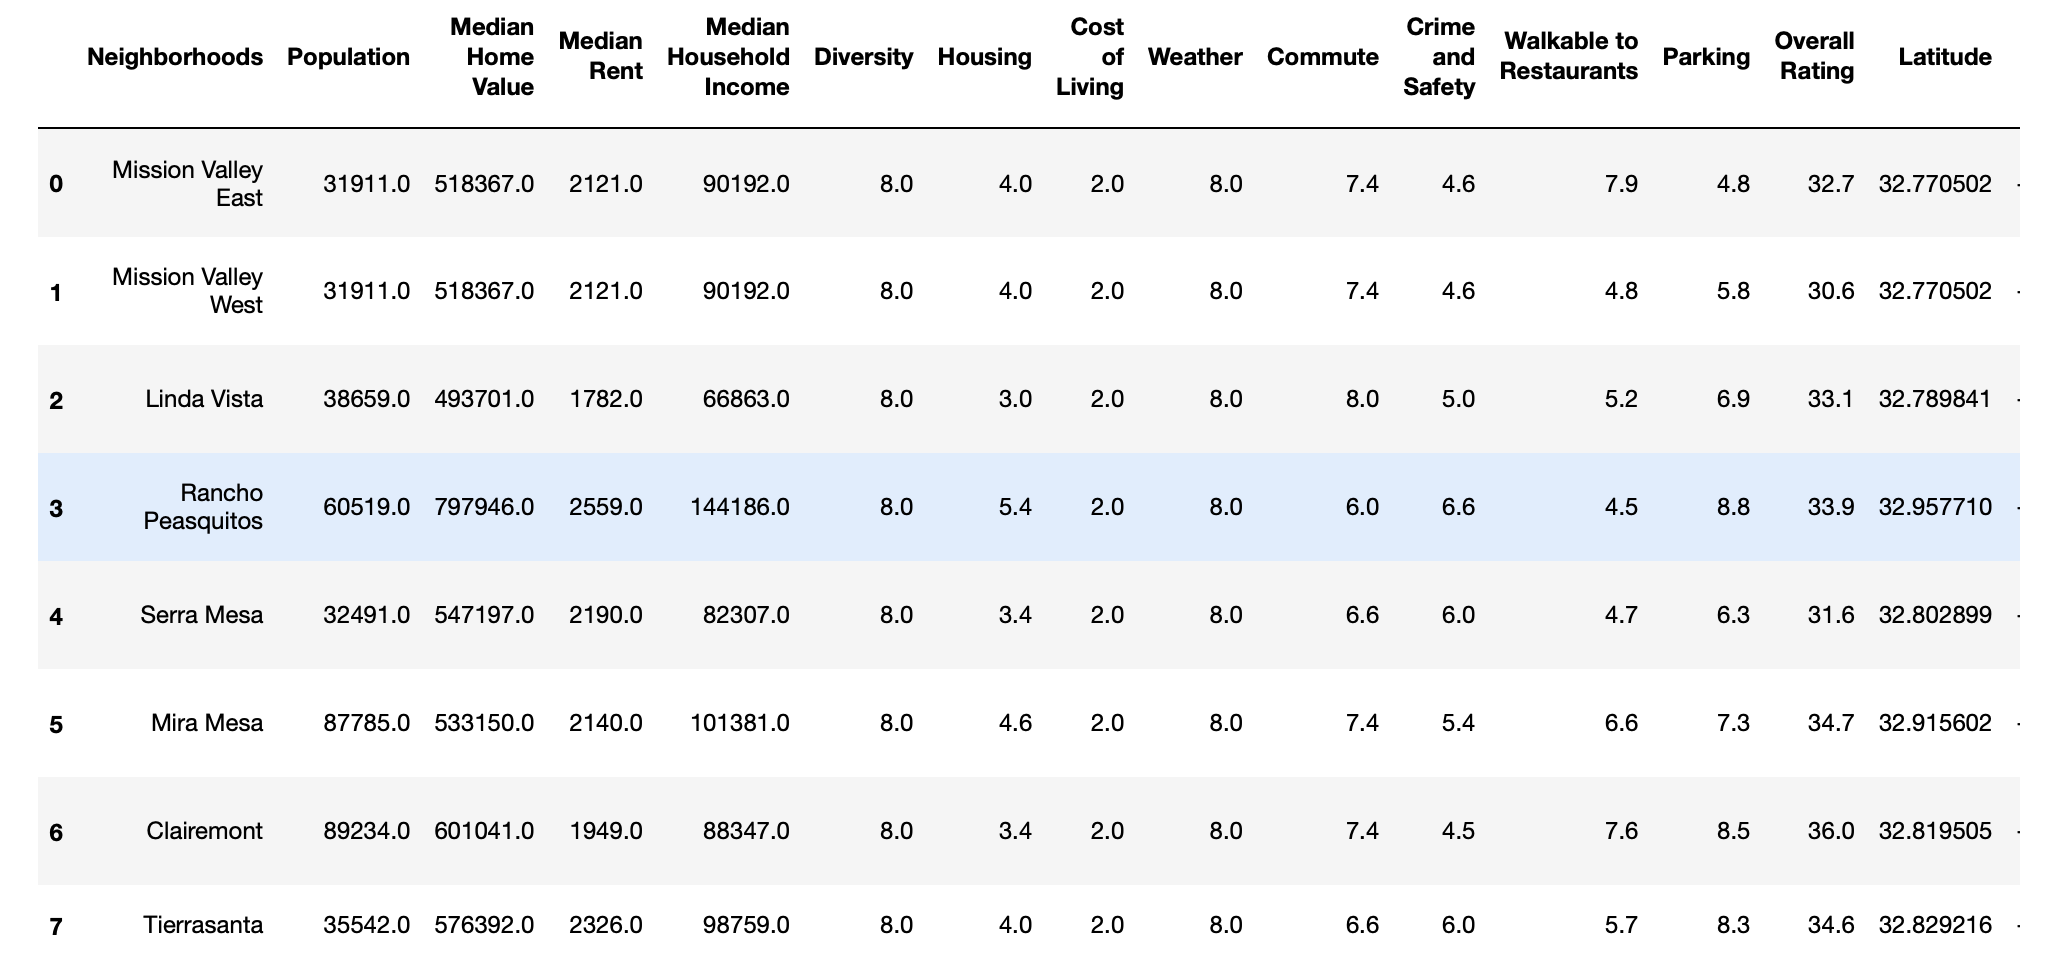 Neighborhoods Population Median Home Value Median Rent Median Household Income Diversity Housing Cost of Living Weather Commute Crime and Safety Walkable to Restaurants Parking Overall Rating Latitude
0 Mission Valley East 31911.0 518367.0 2121.0 90192.0 8.0 4.0 2.0 8.0 7.4 4.6 7.9 4.8 32.7 32.770502
1 Mission Valley West 31911.0 518367.0 2121.0 90192.0 8.0 4.0 2.0 8.0 7.4 4.6 4.8 5.8 30.6 32.770502
2 Linda Vista 38659.0 493701.0 1782.0 66863.0 8.0 3.0 2.0 8.0 8.0 5.0 5.2 6.9 33.1 32.789841
3 Rancho Peasquitos 60519.0 797946.0 2559.0 144186.0 8.0 5.4 2.0 8.0 6.0 6.6 4.5 8.8 33.9 32.957710
4 Serra Mesa 32491.0 547197.0 2190.0 82307.0 8.0 3.4 2.0 8.0 6.6 6.0 4.7 6.3 31.6 32.802899
5 Mira Mesa 87785.0 533150.0 2140.0 101381.0 8.0 4.6 2.0 8.0 7.4 5.4 6.6 7.3 34.7 32.915602
6 Clairemont 89234.0 601041.0 1949.0 88347.0 8.0 3.4 2.0 8.0 7.4 4.5 7.6 8.5 36.0 32.819505
7 Tierrasanta 35542.0 576392.0 2326.0 98759.0 8.0 4.0 2.0 8.0 6.6 6.0 5.7 8.3 34.6 32.829216